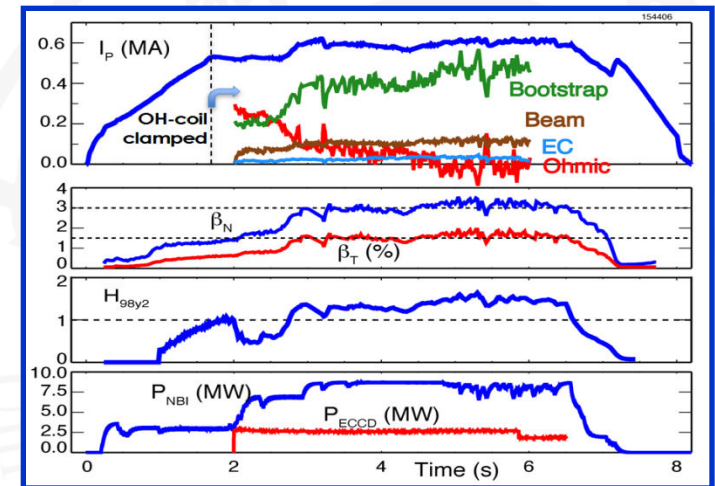 154406
0.6
I_P (MA)
0.4
Bootstrap
OH-coil
clamped
0.2
Beam
EC
Ohmic
0.0
4
3
β_N
2
1
β_T (%)
0
2
H_98y2
1
0
10.0
P_NBI (MW)
7.5
5.0
P_ECCD (MW)
2.5
0.0
0 2 4 Time (s) 6 8